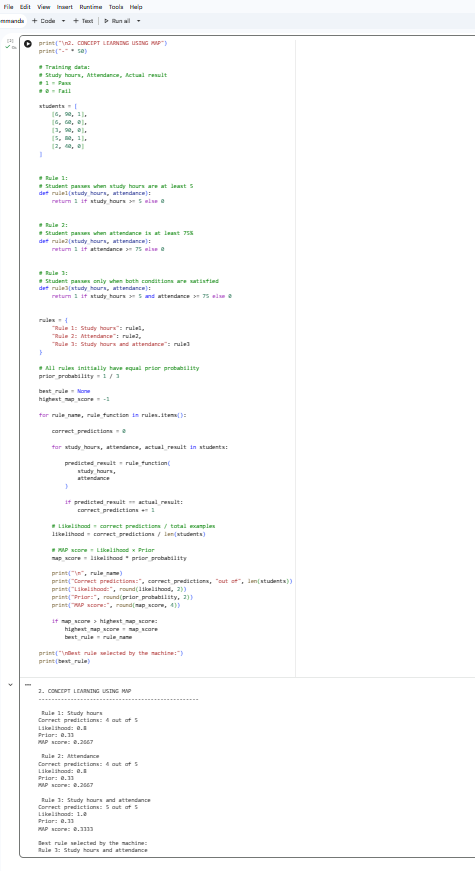 File Edit View Insert Runtime Tools Help
mmands + Code + Text Run all
print("\n2. CONCEPT LEARNING USING MAP")
print("-" * 50)
# Training data:
# Study hours, Attendance, Actual result
# 1 = Pass
# 0 = Fail
students = [
[6, 90, 1],
[6, 60, 0],
[3, 90, 0],
[5, 80, 1],
[2, 40, 0]
]
# Rule 1:
# Student passes when study hours are at least 5
def rule1(study_hours, attendance):
return 1 if study_hours >= 5 else 0
# Rule 2:
# Student passes when attendance is at least 75%
def rule2(study_hours, attendance):
return 1 if attendance >= 75 else 0
# Rule 3:
# Student passes only when both conditions are satisfied
def rule3(study_hours, attendance):
return 1 if study_hours >= 5 and attendance >= 75 else 0
rules = {
"Rule 1: Study hours": rule1,
"Rule 2: Attendance": rule2,
"Rule 3: Study hours and attendance": rule3
}
# All rules initially have equal prior probability
prior_probability = 1 / 3
best_rule = None
highest_map_score = -1
for rule_name, rule_function in rules.items():
correct_predictions = 0
for study_hours, attendance, actual_result in students:
predicted_result = rule_function(
study_hours,
attendance
)
if predicted_result == actual_result:
correct_predictions += 1
# Likelihood = correct predictions / total examples
likelihood = correct_predictions / len(students)
# MAP score = Likelihood × Prior
map_score = likelihood * prior_probability
print("\n", rule_name)
print("Correct predictions:", correct_predictions, "out of", len(students))
print("Likelihood:", round(likelihood, 2))
print("Prior:", round(prior_probability, 2))
print("MAP score:", round(map_score, 4))
if map_score > highest_map_score:
highest_map_score = map_score
best_rule = rule_name
print("\nBest rule selected by the machine:")
print(best_rule)
2. CONCEPT LEARNING USING MAP
--------------------------------------------------
Rule 1: Study hours
Correct predictions: 4 out of 5
Likelihood: 0.8
Prior: 0.33
MAP score: 0.2667
Rule 2: Attendance
Correct predictions: 4 out of 5
Likelihood: 0.8
Prior: 0.33
MAP score: 0.2667
Rule 3: Study hours and attendance
Correct predictions: 5 out of 5
Likelihood: 1.0
Prior: 0.33
MAP score: 0.3333
Best rule selected by the machine:
Rule 3: Study hours and attendance